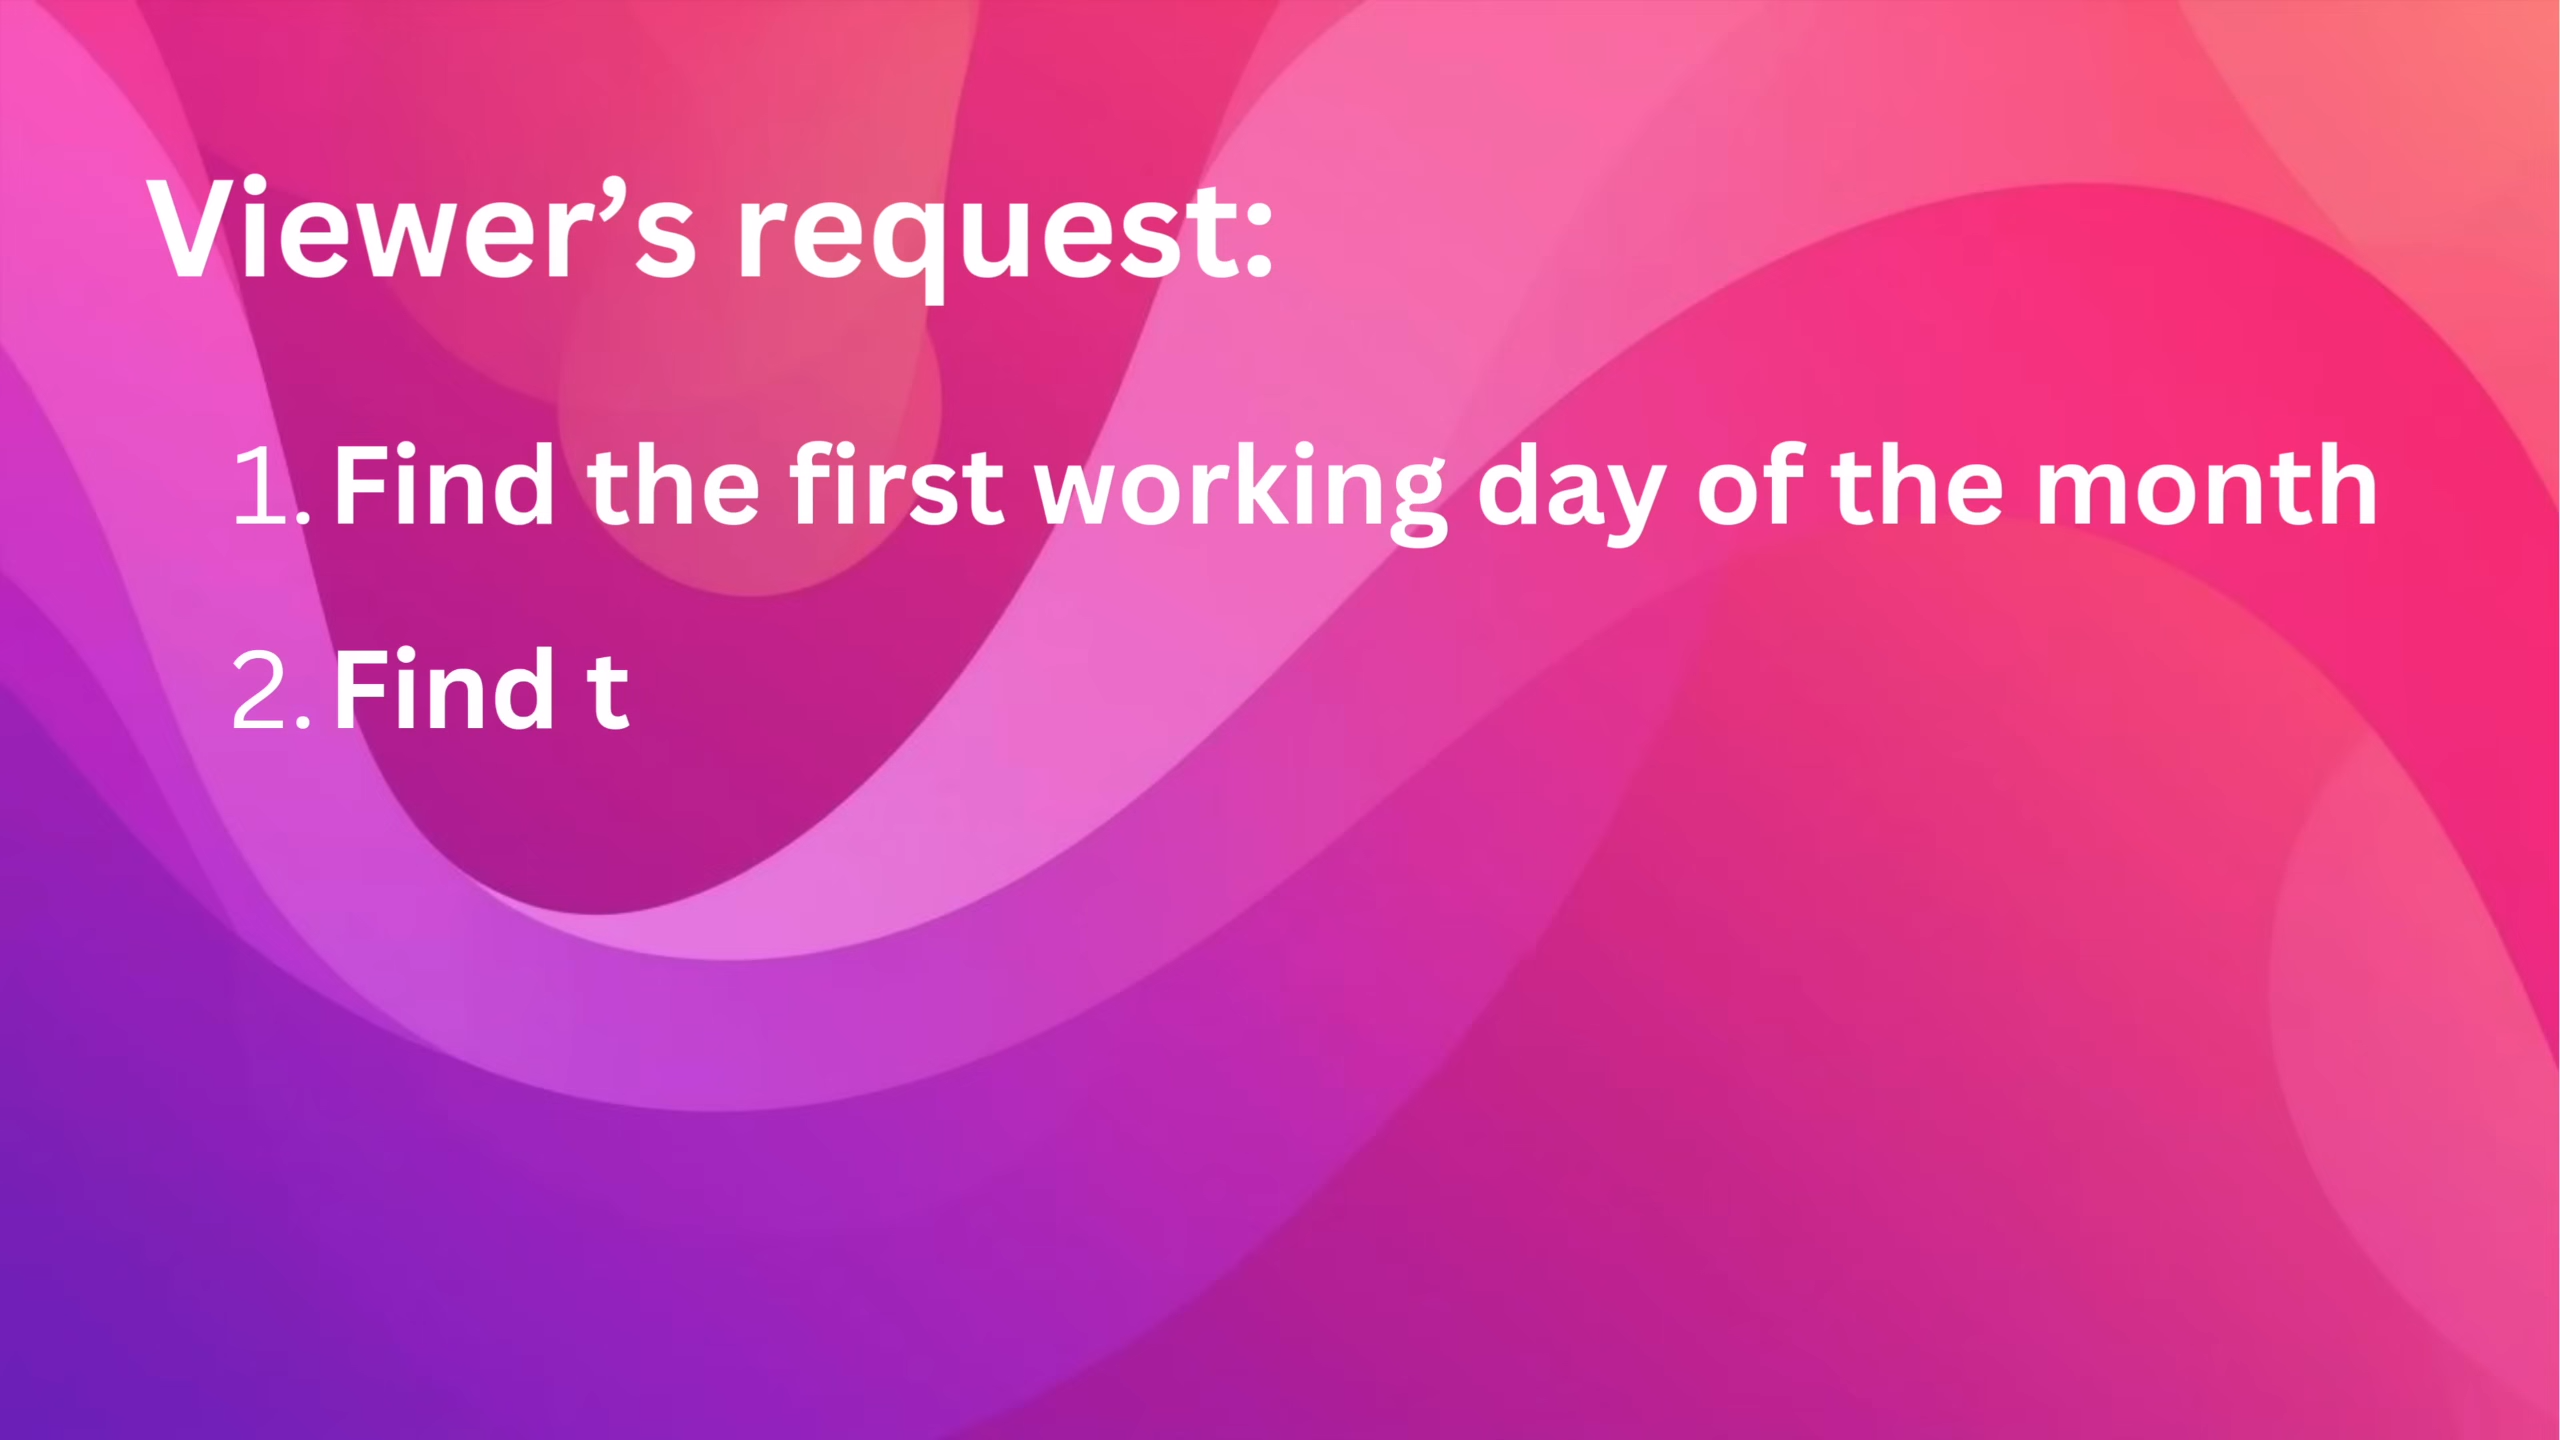 Viewer’s request:
1. Find the first working day of the month
2. Find t